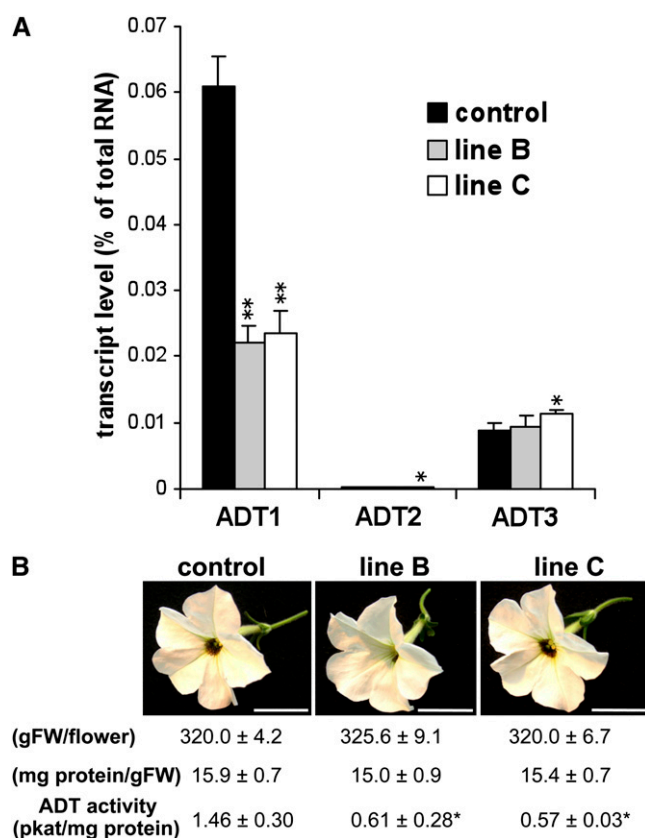 A
transcript level (% of total RNA)
0.07
0.06
0.05
0.04
0.03
0.02
0.01
0
control
line B
line C
**
**
*
*
ADT1
ADT2
ADT3
B
control
line B
line C
(gFW/flower)
320.0 ± 4.2
325.6 ± 9.1
320.0 ± 6.7
(mg protein/gFW)
15.9 ± 0.7
15.0 ± 0.9
15.4 ± 0.7
ADT activity
(pkat/mg protein)
1.46 ± 0.30
0.61 ± 0.28*
0.57 ± 0.03*